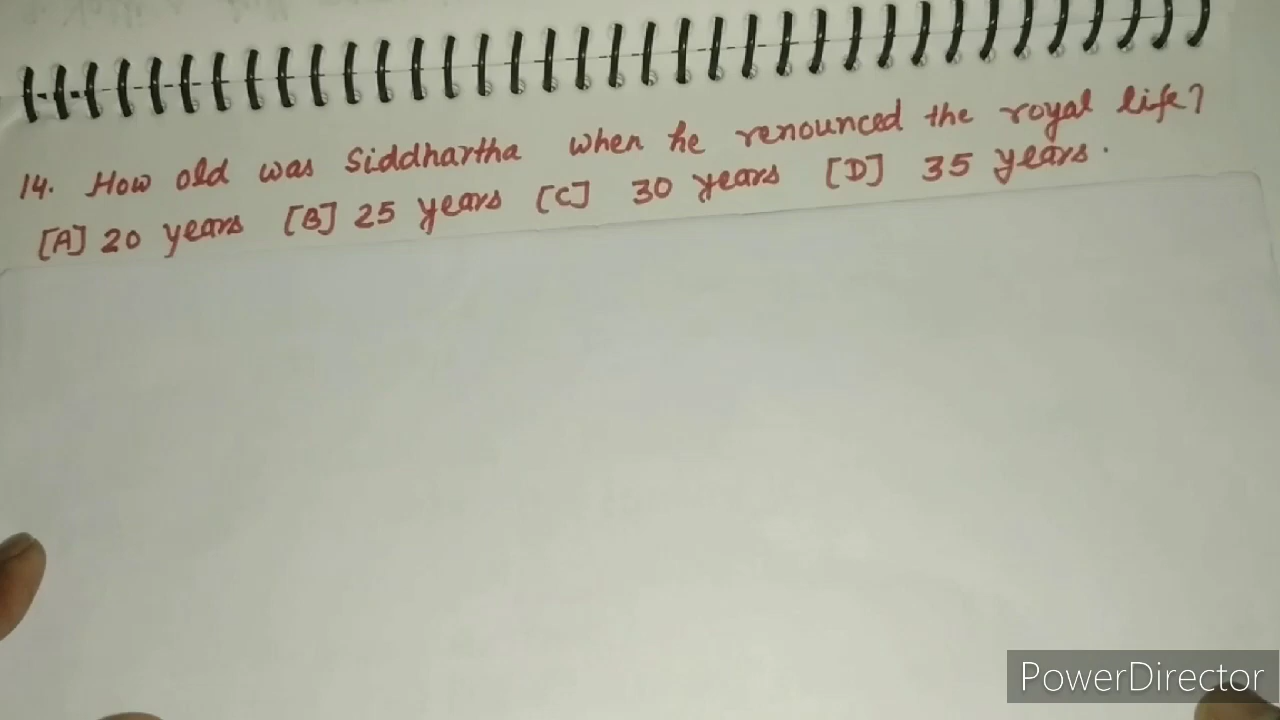 14. How old was Siddhartha when he renounced the royal life?
[A] 20 years [B] 25 years [C] 30 years [D] 35 years.
PowerDirector